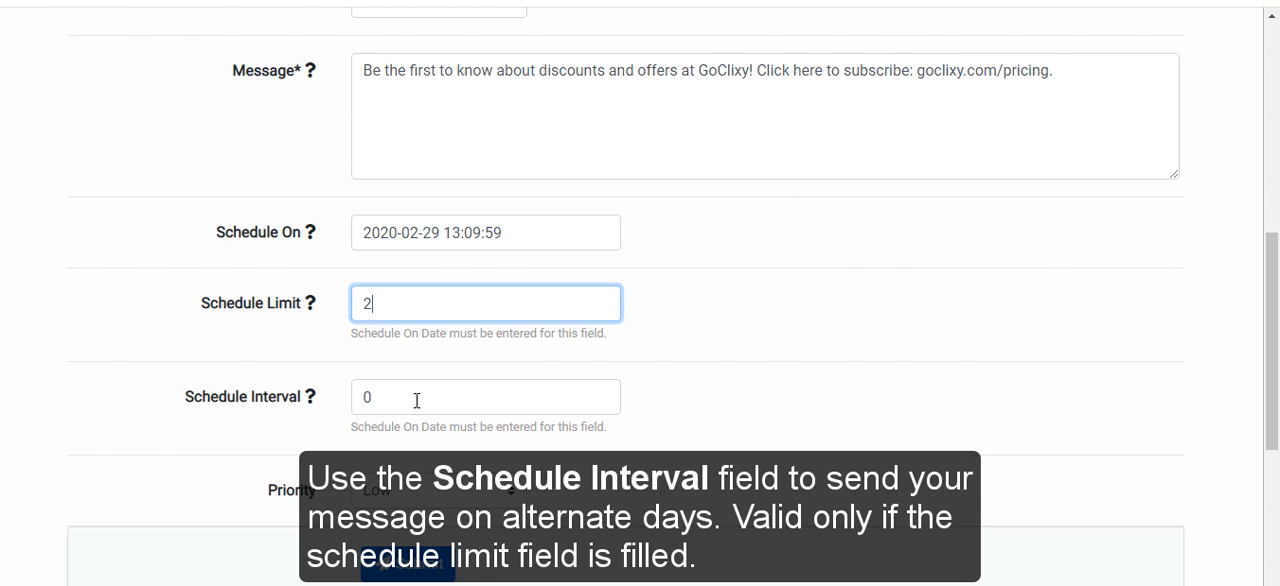 Message* ?
Be the first to know about discounts and offers at GoClixy! Click here to subscribe: goclixy.com/pricing.
Schedule On ?
2020-02-29 13:09:59
Schedule Limit ?
2
Schedule On Date must be entered for this field.
Schedule Interval ?
0
Schedule On Date must be entered for this field.
Priority
Low
Use the Schedule Interval field to send your
message on alternate days. Valid only if the
schedule limit field is filled.